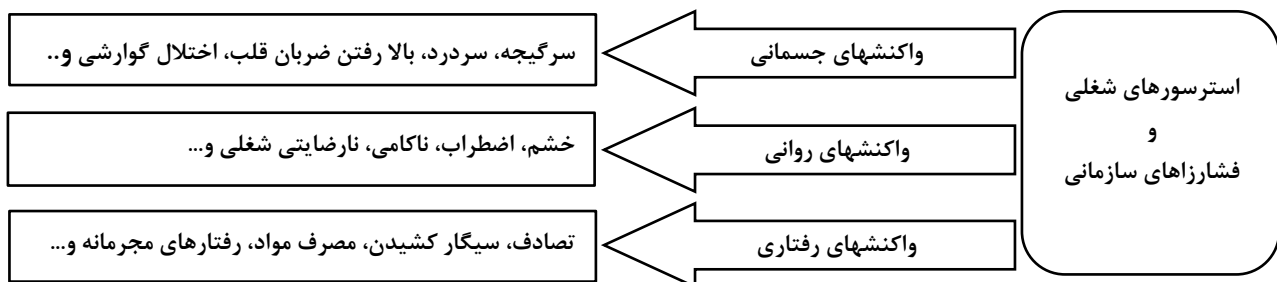 استرسورهای شغلی
و
فشارزاهای سازمانی
واکنشهای جسمانی
سرگیجه، سردرد، بالا رفتن ضربان قلب، اختلال گوارشی و..
واکنشهای روانی
خشم، اضطراب، ناکامی، نارضایتی شغلی و...
واکنشهای رفتاری
تصادف، سیگار کشیدن، مصرف مواد، رفتارهای مجرمانه و...